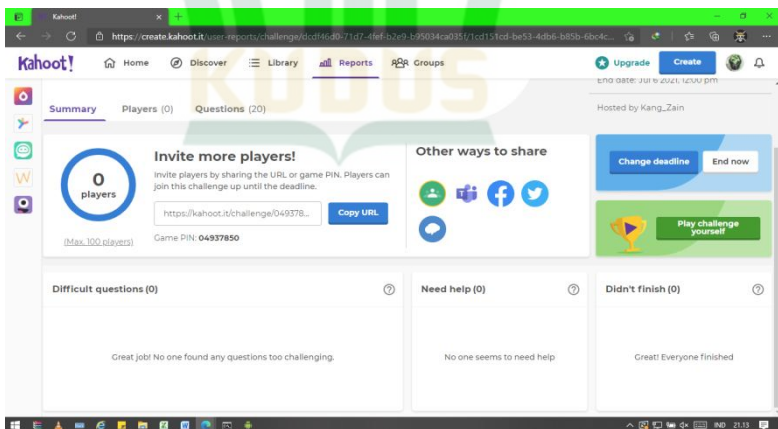 Kahoot!
https://create.kahoot.it/user-reports/challenge/dcdf46d0-71d7-4fef-b2e9-b95034ca035f/1cd151cd-be53-4db6-b85b-6bc4c...
Kahoot! Home Discover Library Reports Groups Upgrade Create
End date: Jul 6 2021, 12:00 pm
Summary Players (0) Questions (20) Hosted by Kang_Zain
KUDUS
0
players
(Max. 100 players)
Invite more players!
Invite players by sharing the URL or game PIN. Players can
join this challenge up until the deadline.
https://kahoot.it/challenge/049378...
Copy URL
Game PIN: 04937850
Other ways to share
Change deadline End now
Play challenge
yourself
Difficult questions (0)
Great job! No one found any questions too challenging.
Need help (0)
No one seems to need help
Didn't finish (0)
Great! Everyone finished
IND 21.13